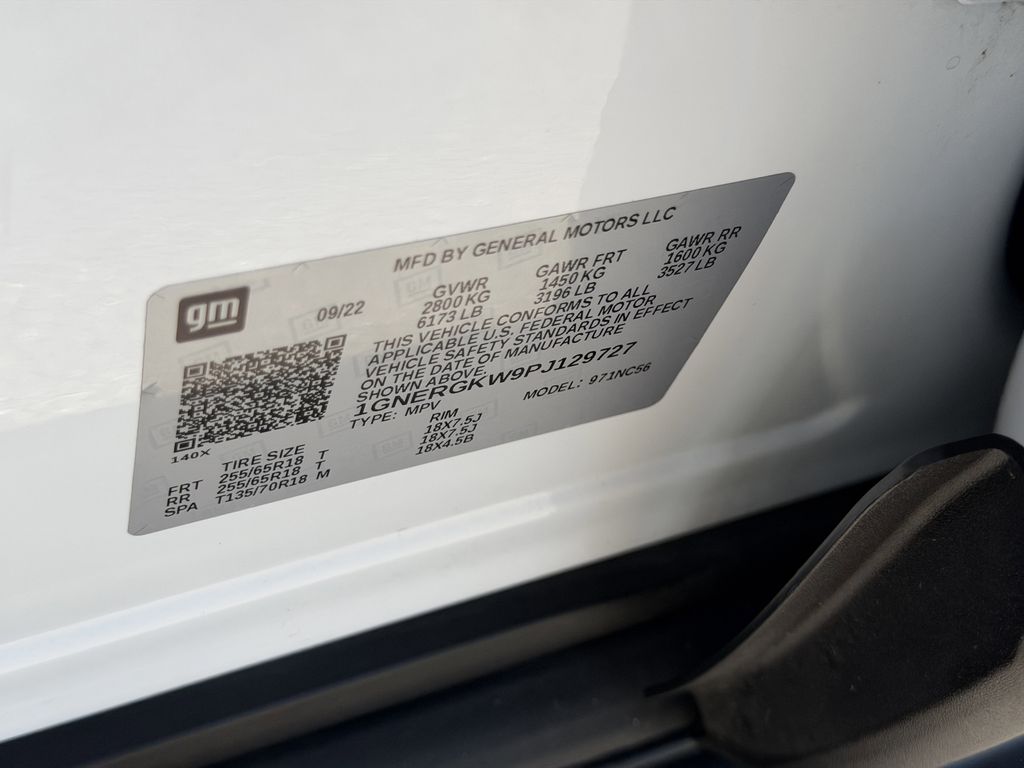 MFD BY GENERAL MOTORS LLC
gm
09/22
GVWR GAWR FRT GAWR RR
2800 KG 1450 KG 1600 KG
6173 LB 3196 LB 3527 LB
THIS VEHICLE CONFORMS TO ALL
APPLICABLE U.S. FEDERAL MOTOR
VEHICLE SAFETY STANDARDS IN EFFECT
ON THE DATE OF MANUFACTURE
SHOWN ABOVE.
1GNERGKW9PJ129727
TYPE: MPV MODEL: 971NC56
140X
TIRE SIZE RIM
FRT 255/65R18 T 18X7.5J
RR 255/65R18 T 18X7.5J
SPA T135/70R18 M 18X4.5B